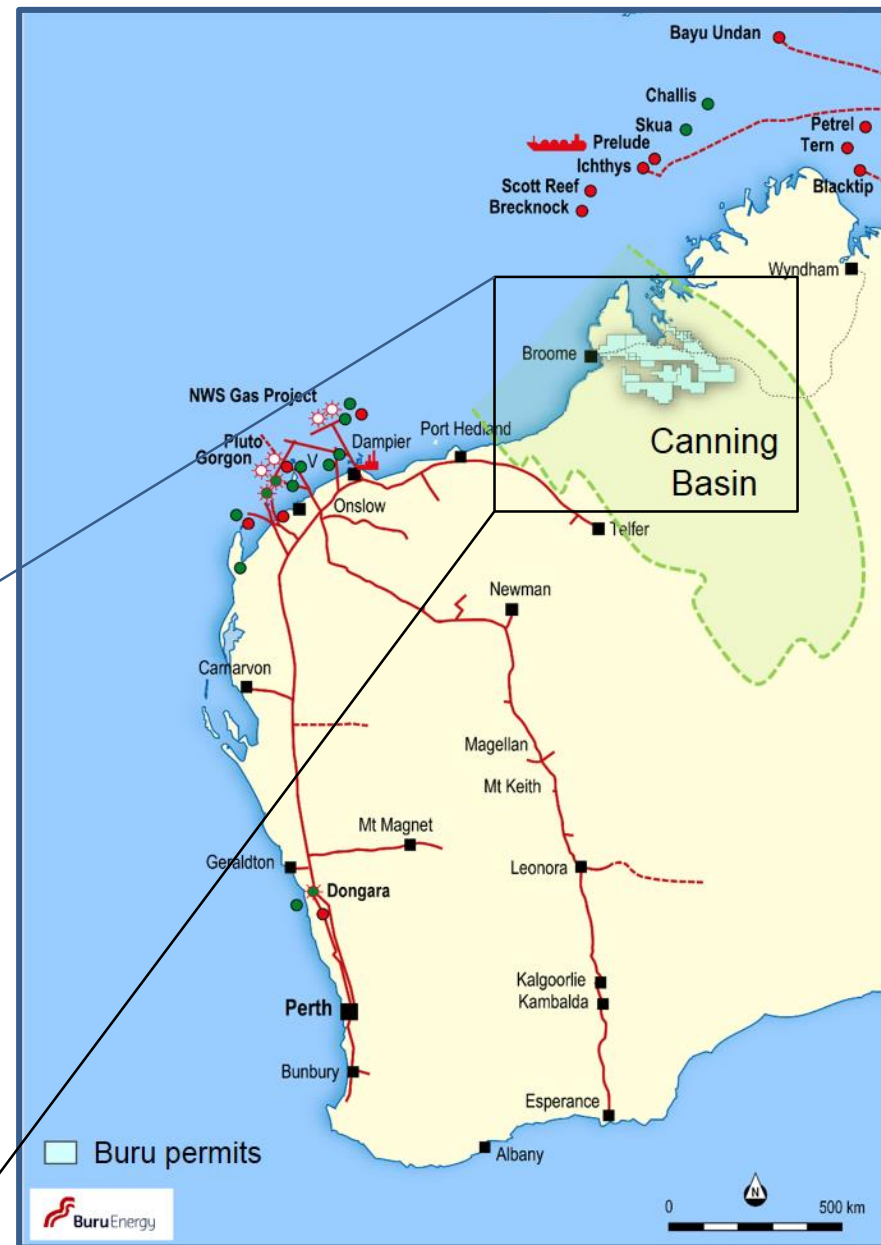 Bayu Undan
Challis
Skua
Petrel
Prelude
Tern
Ichthys
Scott Reef
Blacktip
Brecknock
Wyndham
Broome
NWS Gas Project
Port Hedland
Pluto
Dampier
Canning
Basin
Gorgon
V
Onslow
Telfer
Newman
Carnarvon
Magellan
Mt Keith
Mt Magnet
Geraldton
Leonora
Dongara
Kalgoorlie
Perth
Kambalda
Bunbury
Esperance
Buru permits
Albany
N
0 500 km
Buru Energy